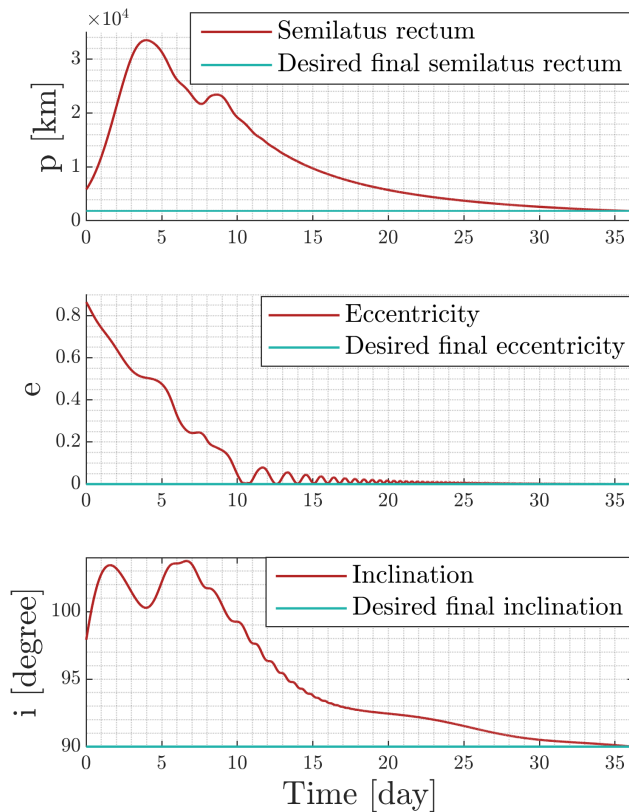 ×10⁴
Semilatus rectum
Desired final semilatus rectum
p [km]
3
2
1
0
0 5 10 15 20 25 30 35
Eccentricity
Desired final eccentricity
e
0.8
0.6
0.4
0.2
0
0 5 10 15 20 25 30 35
Inclination
Desired final inclination
i [degree]
100
95
90
0 5 10 15 20 25 30 35
Time [day]